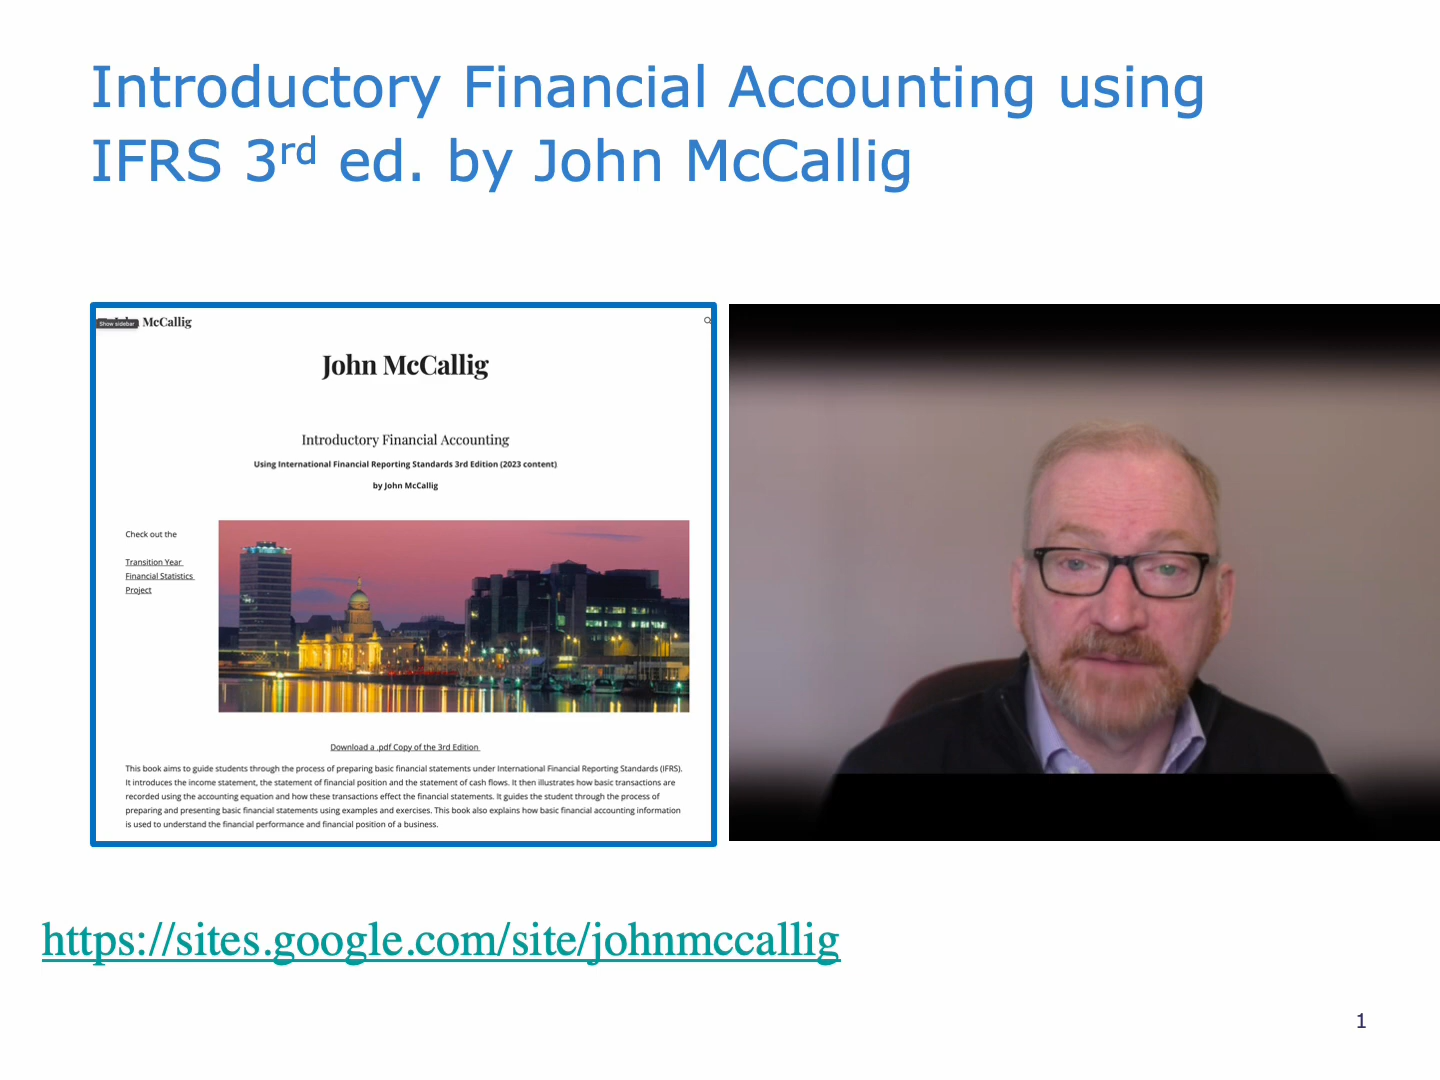 Introductory Financial Accounting using
IFRS 3rd ed. by John McCallig
Show sidebar
McCallig
John McCallig
Introductory Financial Accounting
Using International Financial Reporting Standards 3rd Edition (2023 content)
by John McCallig
Check out the
Transition Year
Financial Statistics
Project
Download a .pdf Copy of the 3rd Edition
This book aims to guide students through the process of preparing basic financial statements under International Financial Reporting Standards (IFRS).
It introduces the income statement, the statement of financial position and the statement of cash flows. It then illustrates how basic transactions are
recorded using the accounting equation and how these transactions effect the financial statements. It guides the student through the process of
preparing and presenting basic financial statements using examples and exercises. This book also explains how basic financial accounting information
is used to understand the financial performance and financial position of a business.
https://sites.google.com/site/johnmccallig
1